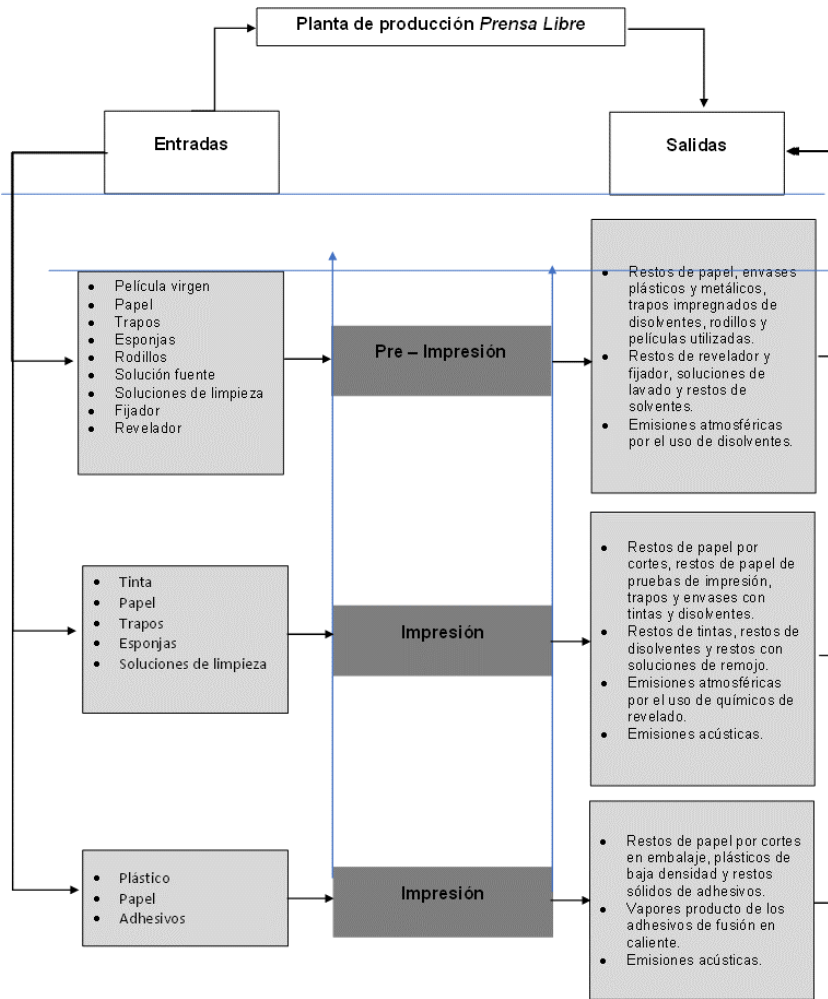 Planta de producción Prensa Libre
Entradas
Salidas
• Película virgen
• Papel
• Trapos
• Esponjas
• Rodillos
• Solución fuente
• Soluciones de limpieza
• Fijador
• Revelador
Pre – Impresión
• Restos de papel, envases
plásticos y metálicos,
trapos impregnados de
disolventes, rodillos y
películas utilizadas.
• Restos de revelador y
fijador, soluciones de
lavado y restos de
solventes.
• Emisiones atmosféricas
por el uso de disolventes.
• Tinta
• Papel
• Trapos
• Esponjas
• Soluciones de limpieza
Impresión
• Restos de papel por
cortes, restos de papel de
pruebas de impresión,
trapos y envases con
tintas y disolventes.
• Restos de tintas, restos de
disolventes y restos con
soluciones de remojo.
• Emisiones atmosféricas
por el uso de químicos de
revelado.
• Emisiones acústicas.
• Plástico
• Papel
• Adhesivos
Impresión
• Restos de papel por cortes
en embalaje, plásticos de
baja densidad y restos
sólidos de adhesivos.
• Vapores producto de los
adhesivos de fusión en
caliente.
• Emisiones acústicas.